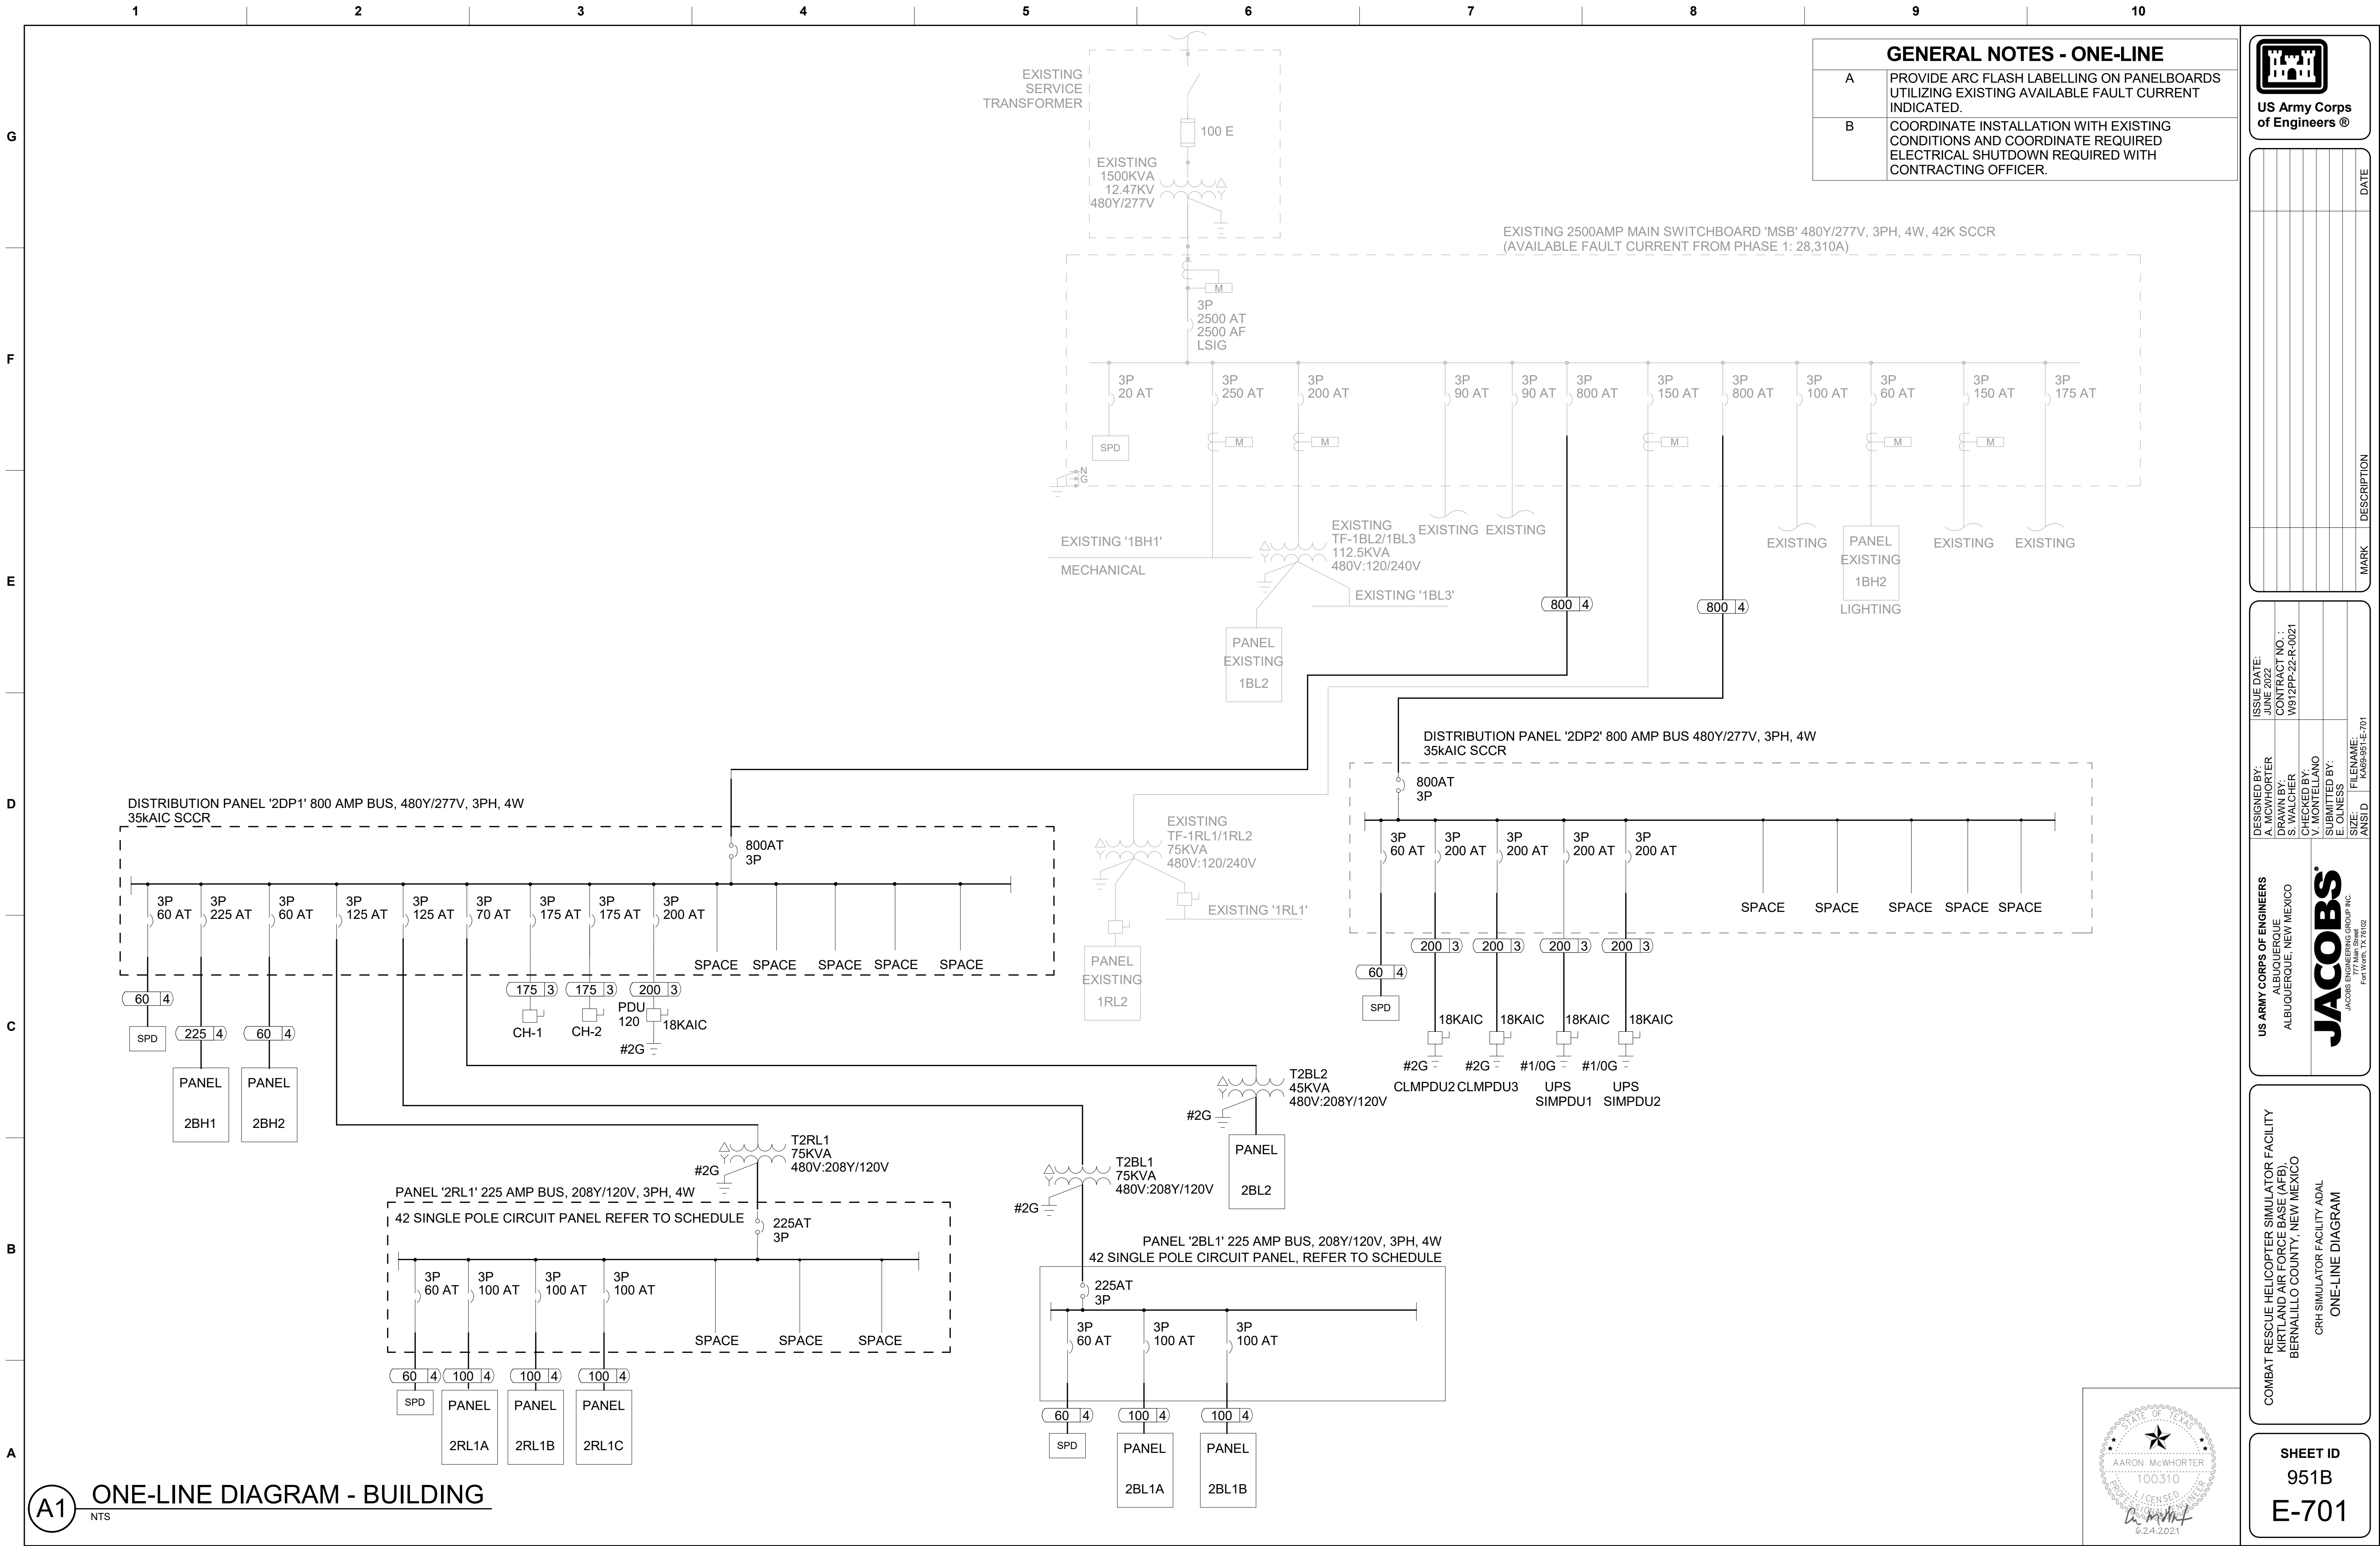 1 2 3 4 5 6 7 8 9 10
G
F
E
D
C
B
A
GENERAL NOTES - ONE-LINE
A PROVIDE ARC FLASH LABELLING ON PANELBOARDS
UTILIZING EXISTING AVAILABLE FAULT CURRENT
INDICATED.
B COORDINATE INSTALLATION WITH EXISTING
CONDITIONS AND COORDINATE REQUIRED
ELECTRICAL SHUTDOWN REQUIRED WITH
CONTRACTING OFFICER.
EXISTING
SERVICE
TRANSFORMER
100 E
EXISTING
1500KVA
12.47KV
480Y/277V
EXISTING 2500AMP MAIN SWITCHBOARD 'MSB' 480Y/277V, 3PH, 4W, 42K SCCR
(AVAILABLE FAULT CURRENT FROM PHASE 1: 28,310A)
M
3P
2500 AT
2500 AF
LSIG
3P
20 AT
3P
250 AT
3P
200 AT
3P
90 AT
3P
90 AT
3P
800 AT
3P
150 AT
3P
800 AT
3P
100 AT
3P
60 AT
3P
150 AT
3P
175 AT
SPD
M
M
M
M
M
N
G
EXISTING '1BH1'
MECHANICAL
EXISTING
TF-1BL2/1BL3
112.5KVA
480V:120/240V
EXISTING '1BL3'
PANEL
EXISTING
1BL2
EXISTING
EXISTING
800 4
800 4
EXISTING
PANEL
EXISTING
1BH2
LIGHTING
EXISTING
EXISTING
DISTRIBUTION PANEL '2DP2' 800 AMP BUS 480Y/277V, 3PH, 4W
35kAIC SCCR
800AT
3P
3P
60 AT
3P
200 AT
3P
200 AT
3P
200 AT
3P
200 AT
SPACE SPACE SPACE SPACE SPACE
60 4
200 3
200 3
200 3
200 3
SPD
18KAIC
18KAIC
18KAIC
18KAIC
#2G
#2G
#1/0G
#1/0G
CLMPDU2
CLMPDU3
UPS
SIMPDU1
UPS
SIMPDU2
EXISTING
TF-1RL1/1RL2
75KVA
480V:120/240V
EXISTING '1RL1'
PANEL
EXISTING
1RL2
DISTRIBUTION PANEL '2DP1' 800 AMP BUS, 480Y/277V, 3PH, 4W
35kAIC SCCR
800AT
3P
3P
60 AT
3P
225 AT
3P
60 AT
3P
125 AT
3P
125 AT
3P
70 AT
3P
175 AT
3P
175 AT
3P
200 AT
SPACE SPACE SPACE SPACE SPACE
60 4
SPD
225 4
PANEL
2BH1
60 4
PANEL
2BH2
175 3
CH-1
175 3
CH-2
200 3
PDU
120
18KAIC
#2G
T2BL2
45KVA
480V:208Y/120V
#2G
PANEL
2BL2
T2RL1
75KVA
480V:208Y/120V
#2G
T2BL1
75KVA
480V:208Y/120V
#2G
PANEL '2RL1' 225 AMP BUS, 208Y/120V, 3PH, 4W
42 SINGLE POLE CIRCUIT PANEL REFER TO SCHEDULE
225AT
3P
3P
60 AT
3P
100 AT
3P
100 AT
3P
100 AT
SPACE SPACE SPACE
60 4
SPD
100 4
PANEL
2RL1A
100 4
PANEL
2RL1B
100 4
PANEL
2RL1C
PANEL '2BL1' 225 AMP BUS, 208Y/120V, 3PH, 4W
42 SINGLE POLE CIRCUIT PANEL, REFER TO SCHEDULE
225AT
3P
3P
60 AT
3P
100 AT
3P
100 AT
60 4
SPD
100 4
PANEL
2BL1A
100 4
PANEL
2BL1B
A1 ONE-LINE DIAGRAM - BUILDING
NTS
STATE OF TEXAS
AARON McWHORTER
100310
LICENSED
PROFESSIONAL ENGINEER
6.24.2021
US Army Corps
of Engineers ®
DATE
DESCRIPTION
MARK
ISSUE DATE:
JUNE 2022
CONTRACT NO. :
W912PP-22-R-0021
DESIGNED BY:
A. MCWHORTER
DRAWN BY:
S. WALCHER
CHECKED BY:
V. MONTELLANO
SUBMITTED BY:
E. OLNESS
SIZE:
ANSI D
FILENAME:
KA69-951-E-701
US ARMY CORPS OF ENGINEERS
ALBUQUERQUE
ALBUQUERQUE, NEW MEXICO
JACOBS
JACOBS ENGINEERING GROUP INC.
777 Main Street
Fort Worth, TX 76102
COMBAT RESCUE HELICOPTER SIMULATOR FACILITY
KIRTLAND AIR FORCE BASE (AFB),
BERNALILLO COUNTY, NEW MEXICO
CRH SIMULATOR FACILITY ADAL
ONE-LINE DIAGRAM
SHEET ID
951B
E-701